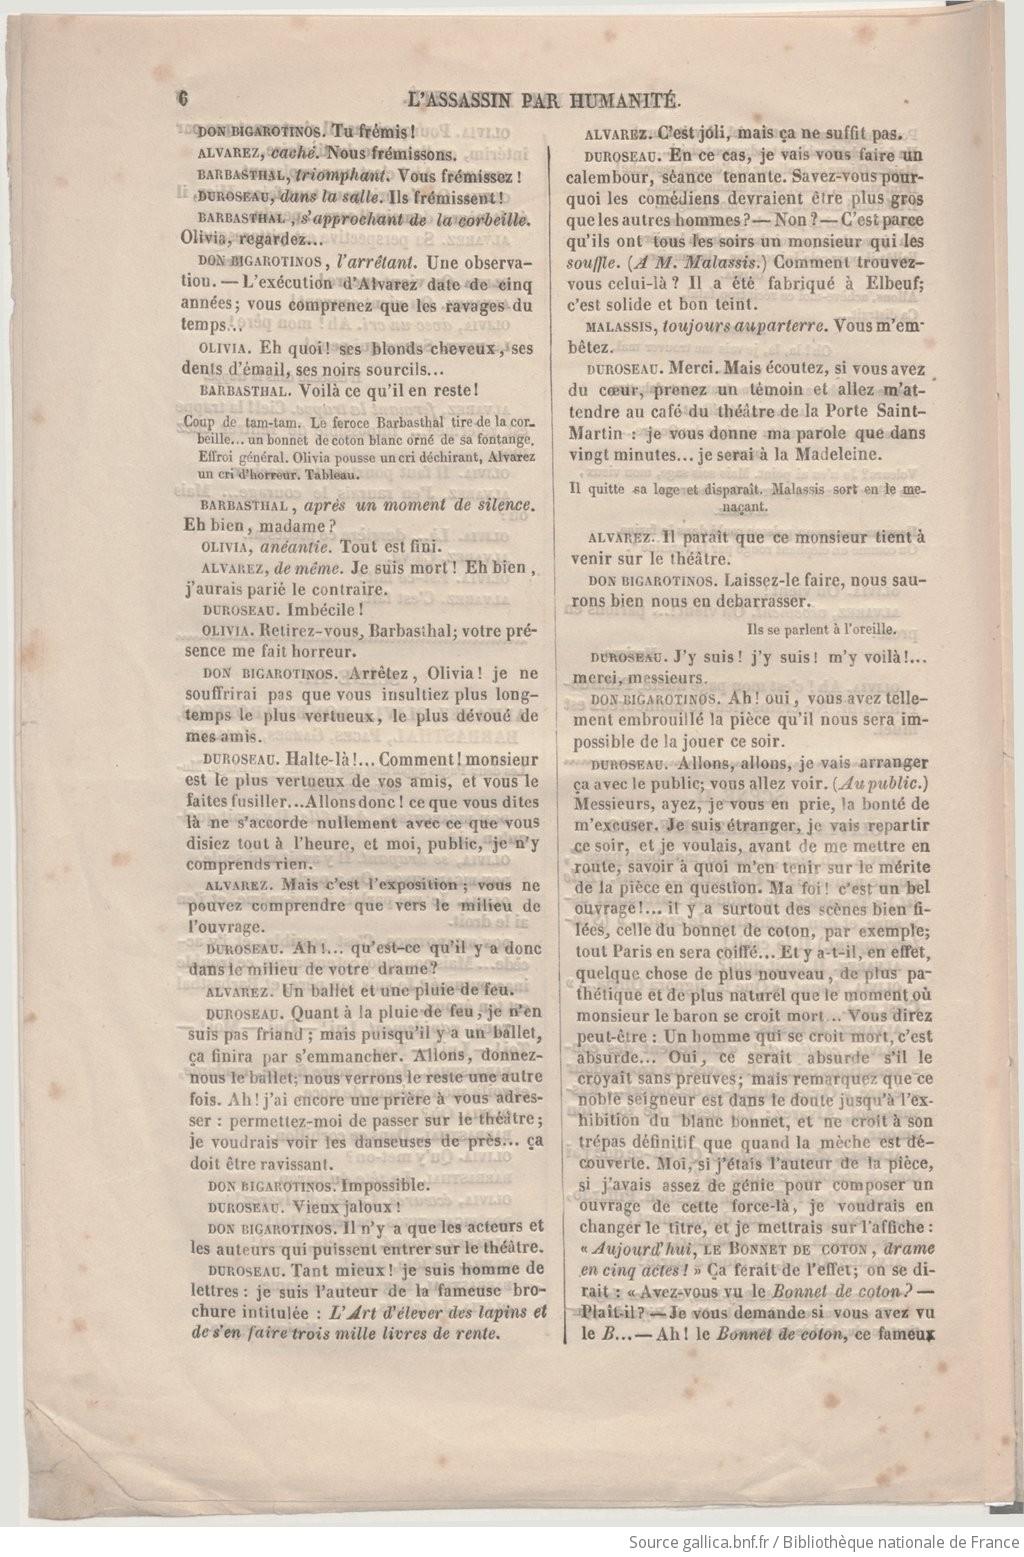 6
L'ASSASSIN PAR HUMANITÉ.
DON BIGAROTINOS. Tu frémis!
ALVAREZ, caché. Nous frémissons.
BARBASTHAL, triomphant. Vous frémissez!
DUROSEAU, dans la salle. Ils frémissent!
BARBASTHAL, s'approchant de la corbeille.
Olivia, regardez...
DON BIGAROTINOS, l'arrêtant. Une observa-
tion. — L'exécution d'Alvarez date de cinq
années; vous comprenez que les ravages du
temps...
OLIVIA. Eh quoi! ses blonds cheveux, ses
dents d'émail, ses noirs sourcils...
BARBASTHAL. Voilà ce qu'il en reste!
Coup de tam-tam. Le feroce Barbasthal tire de la cor-
beille... un bonnet de coton blanc orné de sa fontange.
Effroi général. Olivia pousse un cri déchirant, Alvarez
un cri d'horreur. Tableau.
BARBASTHAL, après un moment de silence.
Eh bien, madame?
OLIVIA, anéantie. Tout est fini.
ALVAREZ, de même. Je suis mort! Eh bien,
j'aurais parié le contraire.
DUROSEAU. Imbécile!
OLIVIA. Retirez-vous, Barbasthal; votre pré-
sence me fait horreur.
DON BIGAROTINOS. Arrêtez, Olivia! je ne
souffrirai pas que vous insultiez plus long-
temps le plus vertueux, le plus dévoué de
mes amis.
DUROSEAU. Halte-là!... Comment! monsieur
est le plus vertueux de vos amis, et vous le
faites fusiller... Allons donc! ce que vous dites
là ne s'accorde nullement avec ce que vous
disiez tout à l'heure, et moi, public, je n'y
comprends rien.
ALVAREZ. Mais c'est l'exposition; vous ne
pouvez comprendre que vers le milieu de
l'ouvrage.
DUROSEAU. Ah!... qu'est-ce qu'il y a donc
dans le milieu de votre drame?
ALVAREZ. Un ballet et une pluie de feu.
DUROSEAU. Quant à la pluie de feu, je n'en
suis pas friand; mais puisqu'il y a un ballet,
ça finira par s'emmancher. Allons, donnez-
nous le ballet; nous verrons le reste une autre
fois. Ah! j'ai encore une prière à vous adres-
ser: permettez-moi de passer sur le théâtre;
je voudrais voir les danseuses de près... ça
doit être ravissant.
DON BIGAROTINOS. Impossible.
DUROSEAU. Vieux jaloux!
DON BIGAROTINOS. Il n'y a que les acteurs et
les auteurs qui puissent entrer sur le théâtre.
DUROSEAU. Tant mieux! je suis homme de
lettres: je suis l'auteur de la fameuse bro-
chure intitulée: L'Art d'élever des lapins et
de s'en faire trois mille livres de rente.
ALVAREZ. C'est joli, mais ça ne suffit pas.
DUROSEAU. En ce cas, je vais vous faire un
calembour, séance tenante. Savez-vous pour-
quoi les comédiens devraient être plus gros
que les autres hommes? — Non? — C'est parce
qu'ils ont tous les soirs un monsieur qui les
souffle. (A M. Malassis.) Comment trouvez-
vous celui-là? Il a été fabriqué à Elbeuf;
c'est solide et bon teint.
MALASSIS, toujours au parterre. Vous m'em-
bêtez.
DUROSEAU. Merci. Mais écoutez, si vous avez
du cœur, prenez un témoin et allez m'at-
tendre au café du théâtre de la Porte Saint-
Martin: je vous donne ma parole que dans
vingt minutes... je serai à la Madeleine.
Il quitte sa loge et disparaît. Malassis sort en le me-
naçant.
ALVAREZ. Il paraît que ce monsieur tient à
venir sur le théâtre.
DON BIGAROTINOS. Laissez-le faire, nous sau-
rons bien nous en debarrasser.
Ils se parlent à l'oreille.
DUROSEAU. J'y suis! j'y suis! m'y voilà!...
merci, messieurs.
DON BIGAROTINOS. Ah! oui, vous avez telle-
ment embrouillé la pièce qu'il nous sera im-
possible de la jouer ce soir.
DUROSEAU. Allons, allons, je vais arranger
ça avec le public; vous allez voir. (Au public.)
Messieurs, ayez, je vous en prie, la bonté de
m'excuser. Je suis étranger, je vais repartir
ce soir, et je voulais, avant de me mettre en
route, savoir à quoi m'en tenir sur le mérite
de la pièce en question. Ma foi! c'est un bel
ouvrage!... il y a surtout des scènes bien fi-
lées, celle du bonnet de coton, par exemple;
tout Paris en sera coiffé... Et y a-t-il, en effet,
quelque chose de plus nouveau, de plus pa-
thétique et de plus naturel que le moment où
monsieur le baron se croit mort... Vous direz
peut-être: Un homme qui se croit mort, c'est
absurde... Oui, ce serait absurde s'il le
croyait sans preuves; mais remarquez que ce
noble seigneur est dans le doute jusqu'à l'ex-
hibition du blanc bonnet, et ne croit à son
trépas définitif que quand la mèche est dé-
couverte. Moi, si j'étais l'auteur de la pièce,
si j'avais assez de génie pour composer un
ouvrage de cette force-là, je voudrais en
changer le titre, et je mettrais sur l'affiche:
« Aujourd'hui, LE BONNET DE COTON, drame
en cinq actes! » Ça ferait de l'effet; on se di-
rait: « Avez-vous vu le Bonnet de coton? —
Plaît-il? — Je vous demande si vous avez vu
le B... — Ah! le Bonnet de coton, ce fameux
Source gallica.bnf.fr / Bibliothèque nationale de France